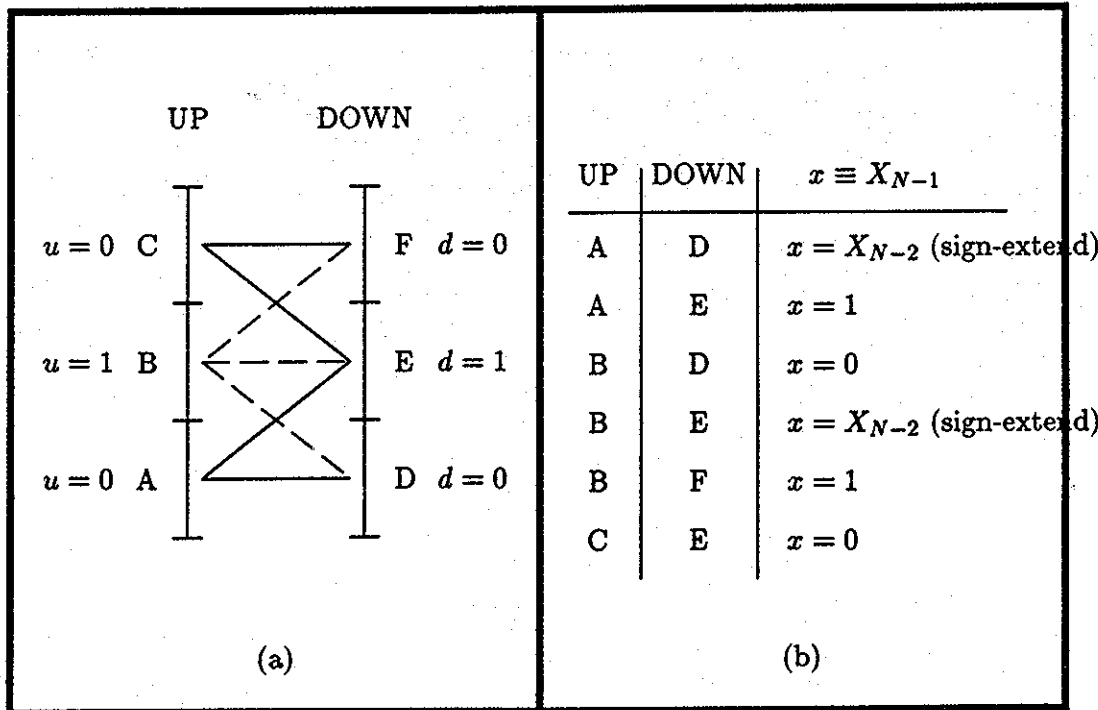 UP DOWN
u = 0 C F d = 0
u = 1 B E d = 1
u = 0 A D d = 0
(a)
UP DOWN x ≡ X_{N−1}
A D x = X_{N−2} (sign-extend)
A E x = 1
B D x = 0
B E x = X_{N−2} (sign-extend)
B F x = 1
C E x = 0
(b)